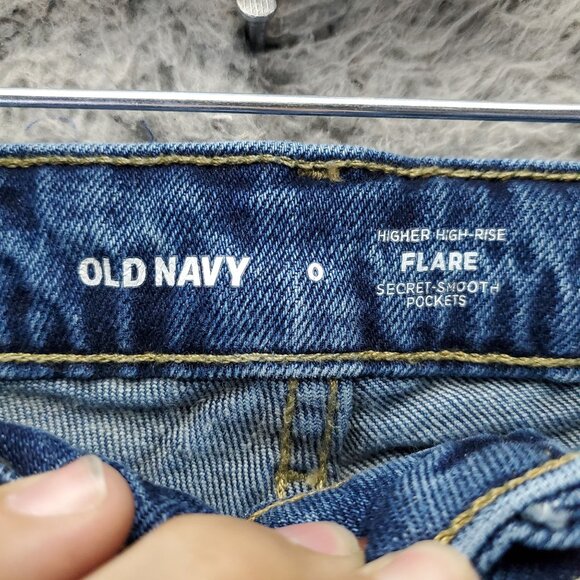 OLD NAVY
0
HIGHER HIGH-RISE
FLARE
SECRET-SMOOTH
POCKETS